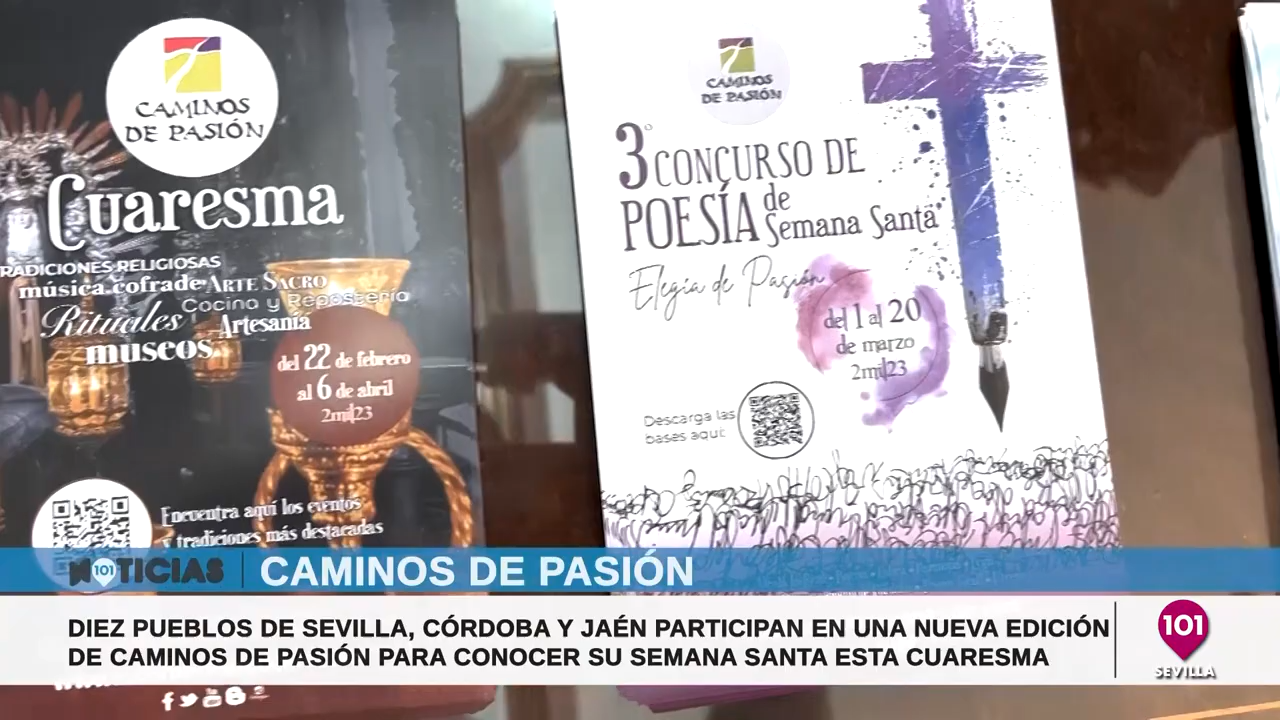 CAMINOS
DE PASIÓN
Cuaresma
RADICIONES RELIGIOSAS
música cofrade ARTE SACRO
Cocina y Repostería
Rituales Artesanía
museos
del 22 de febrero
al 6 de abril
2mil23
Encuentra aquí los eventos
y tradiciones más destacadas
CAMINOS
DE PASIÓN
3º CONCURSO DE
POESÍA de
Semana Santa
Elegía de Pasión
del 1 al 20
de marzo
2mil23
Descarga las
bases aquí:
NOTICIAS 101
CAMINOS DE PASIÓN
DIEZ PUEBLOS DE SEVILLA, CÓRDOBA Y JAÉN PARTICIPAN EN UNA NUEVA EDICIÓN
DE CAMINOS DE PASIÓN PARA CONOCER SU SEMANA SANTA ESTA CUARESMA
101
SEVILLA